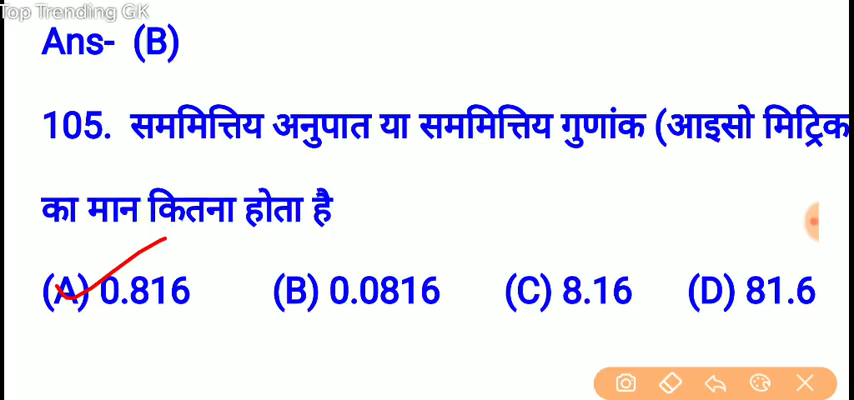 Top Trending GK
Ans- (B)
105. सममित्तिय अनुपात या सममित्तिय गुणांक (आइसो मिट्रिक
का मान कितना होता है
(A) 0.816 (B) 0.0816 (C) 8.16 (D) 81.6